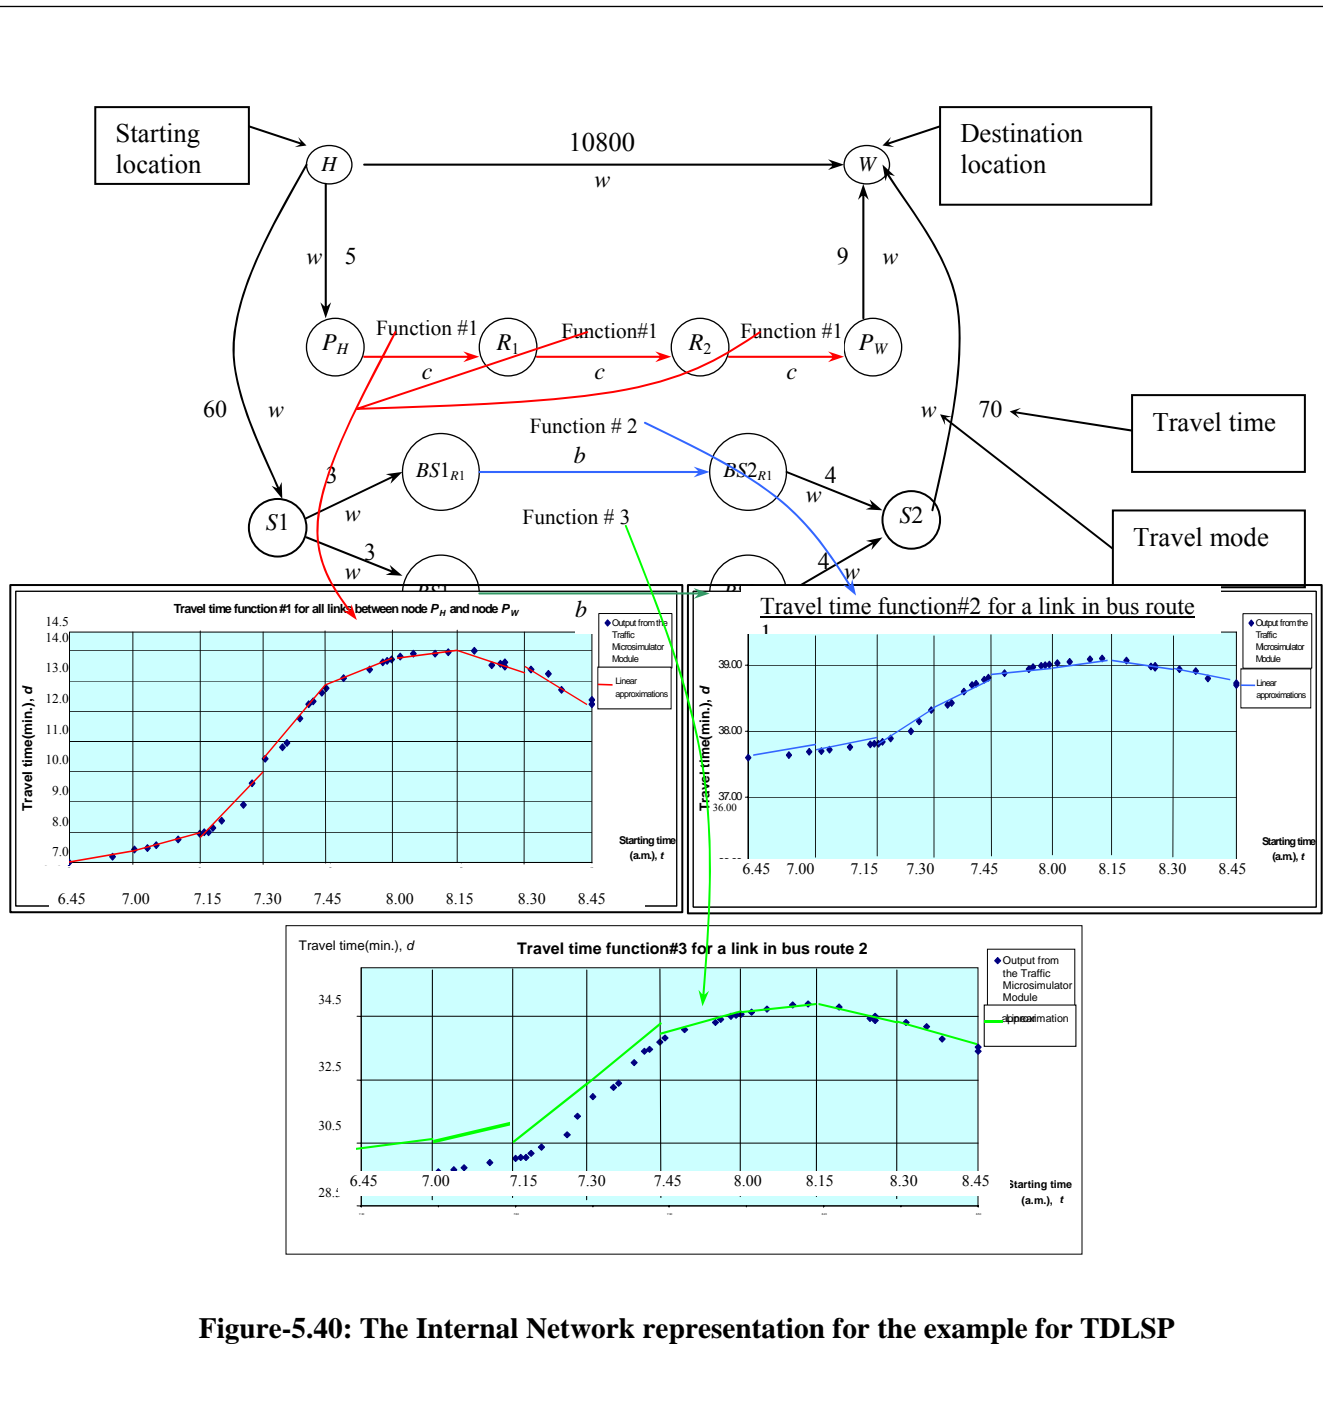 Starting
location
H
10800
w
W
Destination
location
w 5
9 w
Function #1
Function#1
Function #1
P_H
R_1
R_2
P_W
c
c
c
60 w
w 70
Travel time
Function # 2
b
BS1_R1
BS2_R1
3
w
4
w
S1
S2
Function # 3
Travel mode
3
w
4
w
b
Travel time function #1 for all links between node P_H and node P_W
14.5
14.0
13.0
12.0
11.0
10.0
9.0
8.0
7.0
Travel time(min.), d
Output from the
Traffic
Microsimulator
Module
Linear
approximations
Starting time
(a.m.), t
6.45 7.00 7.15 7.30 7.45 8.00 8.15 8.30 8.45
Travel time function#2 for a link in bus route
39.00
38.00
37.00
36.00
Travel time(min.), d
Output from the
Traffic
Microsimulator
Module
Linear
approximations
Starting time
(a.m.), t
6.45 7.00 7.15 7.30 7.45 8.00 8.15 8.30 8.45
Travel time(min.), d
Travel time function#3 for a link in bus route 2
34.5
32.5
30.5
Output from
the Traffic
Microsimulator
Module
6.45 7.00 7.15 7.30 7.45 8.00 8.15 8.30 8.45
Starting time
(a.m.), t
Figure-5.40: The Internal Network representation for the example for TDLSP